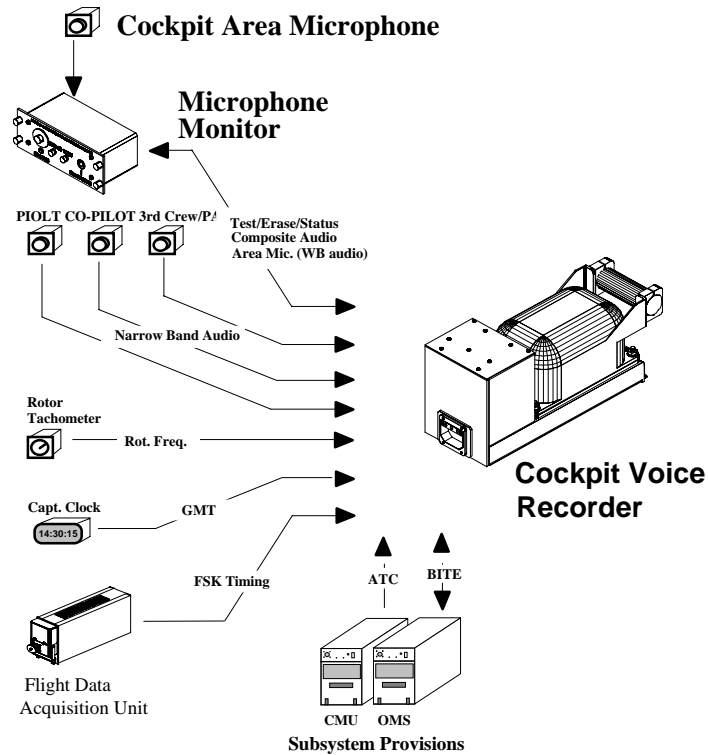 Cockpit Area Microphone
Microphone
Monitor
PIOLT CO-PILOT 3rd Crew/PA
Test/Erase/Status
Composite Audio
Area Mic. (WB audio)
Narrow Band Audio
Rotor
Tachometer
Rot. Freq.
Cockpit Voice
Recorder
Capt. Clock
GMT
14:30:15
FSK Timing
ATC
BITE
Flight Data
Acquisition Unit
CMU OMS
Subsystem Provisions